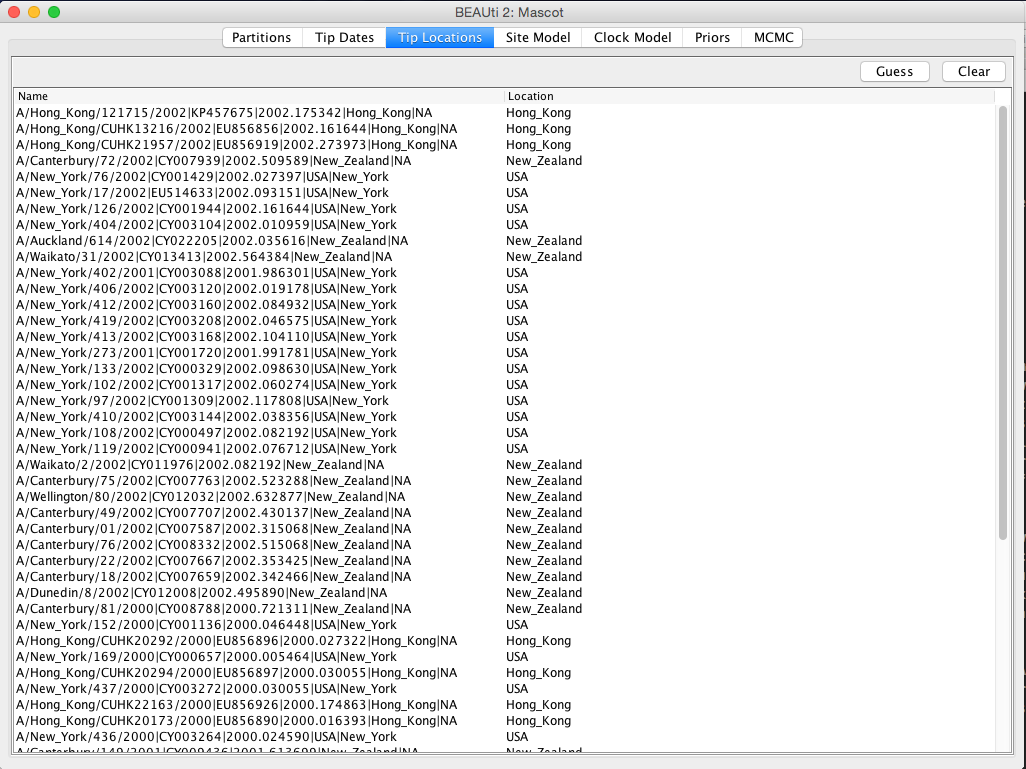 BEAUti 2: Mascot
Partitions Tip Dates Tip Locations Site Model Clock Model Priors MCMC
Guess Clear
Name Location
A/Hong_Kong/121715/2002|KP457675|2002.175342|Hong_Kong|NA Hong_Kong
A/Hong_Kong/CUHK13216/2002|EU856856|2002.161644|Hong_Kong|NA Hong_Kong
A/Hong_Kong/CUHK21957/2002|EU856919|2002.273973|Hong_Kong|NA Hong_Kong
A/Canterbury/72/2002|CY007939|2002.509589|New_Zealand|NA New_Zealand
A/New_York/76/2002|CY001429|2002.027397|USA|New_York USA
A/New_York/17/2002|EU514633|2002.093151|USA|New_York USA
A/New_York/126/2002|CY001944|2002.161644|USA|New_York USA
A/New_York/404/2002|CY003104|2002.010959|USA|New_York USA
A/Auckland/614/2002|CY022205|2002.035616|New_Zealand|NA New_Zealand
A/Waikato/31/2002|CY013413|2002.564384|New_Zealand|NA New_Zealand
A/New_York/402/2001|CY003088|2001.986301|USA|New_York USA
A/New_York/406/2002|CY003120|2002.019178|USA|New_York USA
A/New_York/412/2002|CY003160|2002.084932|USA|New_York USA
A/New_York/419/2002|CY003208|2002.046575|USA|New_York USA
A/New_York/413/2002|CY003168|2002.104110|USA|New_York USA
A/New_York/273/2001|CY001720|2001.991781|USA|New_York USA
A/New_York/133/2002|CY000329|2002.098630|USA|New_York USA
A/New_York/102/2002|CY001317|2002.060274|USA|New_York USA
A/New_York/97/2002|CY001309|2002.117808|USA|New_York USA
A/New_York/410/2002|CY003144|2002.038356|USA|New_York USA
A/New_York/108/2002|CY000497|2002.082192|USA|New_York USA
A/New_York/119/2002|CY000941|2002.076712|USA|New_York USA
A/Waikato/2/2002|CY011976|2002.082192|New_Zealand|NA New_Zealand
A/Canterbury/75/2002|CY007763|2002.523288|New_Zealand|NA New_Zealand
A/Wellington/80/2002|CY012032|2002.632877|New_Zealand|NA New_Zealand
A/Canterbury/49/2002|CY007707|2002.430137|New_Zealand|NA New_Zealand
A/Canterbury/01/2002|CY007587|2002.315068|New_Zealand|NA New_Zealand
A/Canterbury/76/2002|CY008332|2002.515068|New_Zealand|NA New_Zealand
A/Canterbury/22/2002|CY007667|2002.353425|New_Zealand|NA New_Zealand
A/Canterbury/18/2002|CY007659|2002.342466|New_Zealand|NA New_Zealand
A/Dunedin/8/2002|CY012008|2002.495890|New_Zealand|NA New_Zealand
A/Canterbury/81/2000|CY008788|2000.721311|New_Zealand|NA New_Zealand
A/New_York/152/2000|CY001136|2000.046448|USA|New_York USA
A/Hong_Kong/CUHK20292/2000|EU856896|2000.027322|Hong_Kong|NA Hong_Kong
A/New_York/169/2000|CY000657|2000.005464|USA|New_York USA
A/Hong_Kong/CUHK20294/2000|EU856897|2000.030055|Hong_Kong|NA Hong_Kong
A/New_York/437/2000|CY003272|2000.030055|USA|New_York USA
A/Hong_Kong/CUHK22163/2000|EU856926|2000.174863|Hong_Kong|NA Hong_Kong
A/Hong_Kong/CUHK20173/2000|EU856890|2000.016393|Hong_Kong|NA Hong_Kong
A/New_York/436/2000|CY003264|2000.024590|USA|New_York USA
A/Canterbury/149/2001|CY009436|2001.613699|New_Zealand|NA New_Zealand